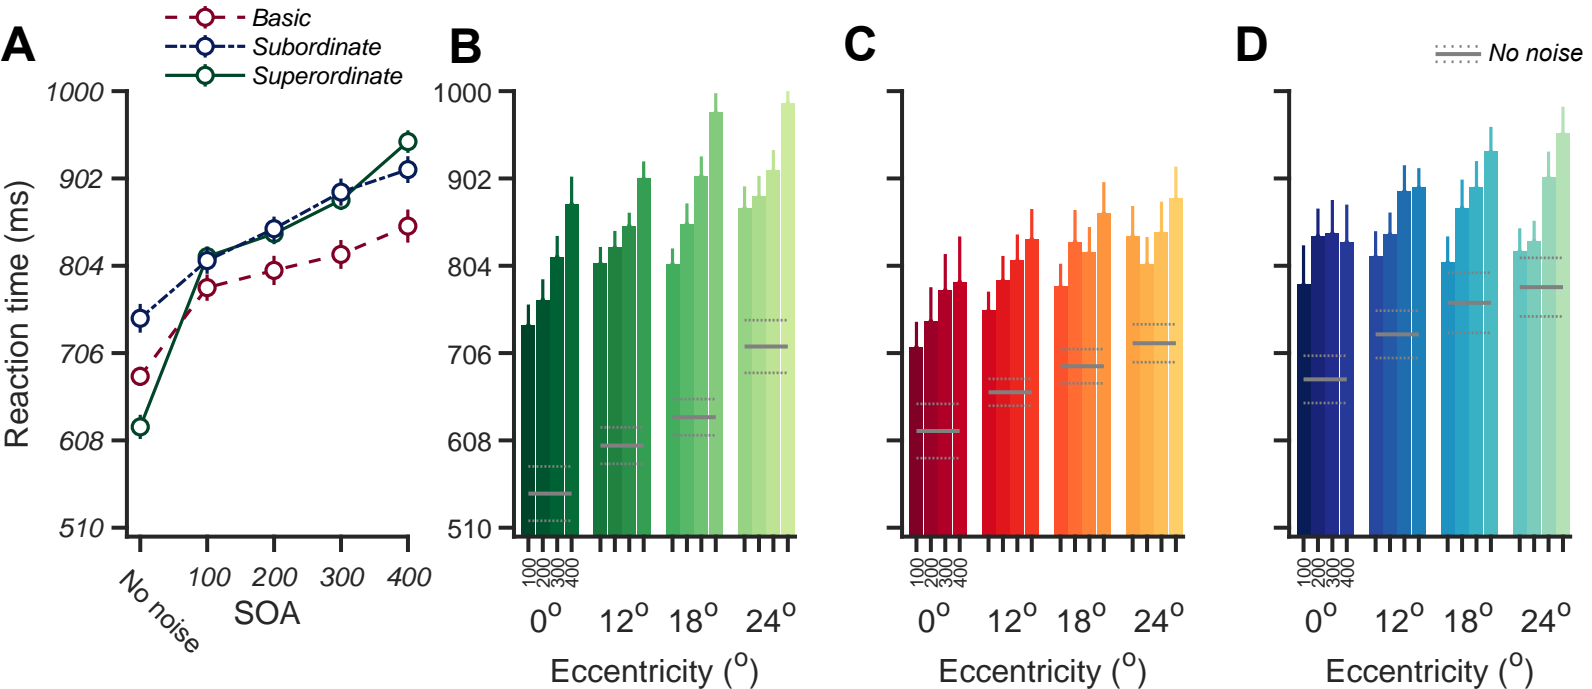 A
Basic
Subordinate
Superordinate
Reaction time (ms)
1000
902
804
706
608
510
No noise
100
200
300
400
SOA
B
1000
902
804
706
608
510
100
200
300
400
0°
12°
18°
24°
Eccentricity (°)
C
100
200
300
400
0°
12°
18°
24°
Eccentricity (°)
D
No noise
100
200
300
400
0°
12°
18°
24°
Eccentricity (°)